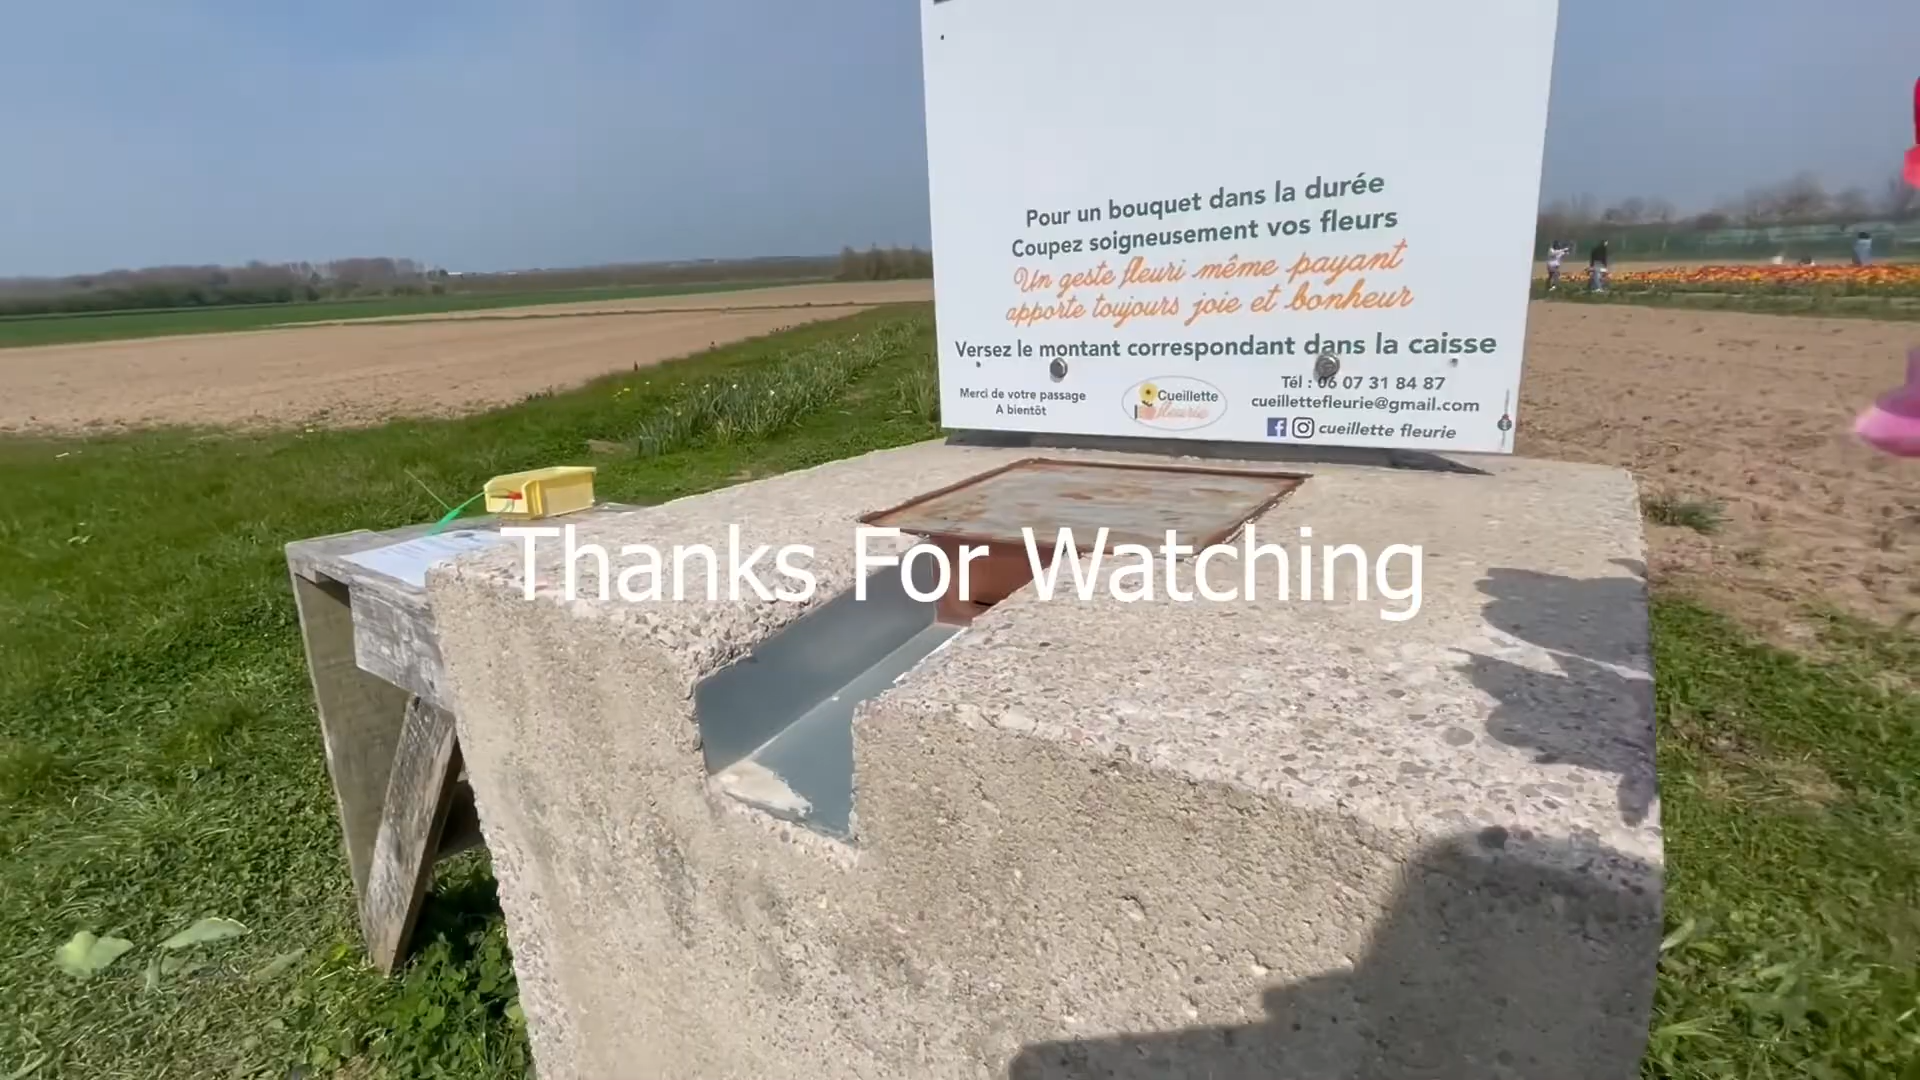 Pour un bouquet dans la durée
Coupez soigneusement vos fleurs
Un geste fleuri même payant
apporte toujours joie et bonheur
Versez le montant correspondant dans la caisse
Merci de votre passage
A bientôt
Cueillette
fleurie
Tél : 06 07 31 84 87
cueillettefleurie@gmail.com
cueillette fleurie
Thanks For Watching